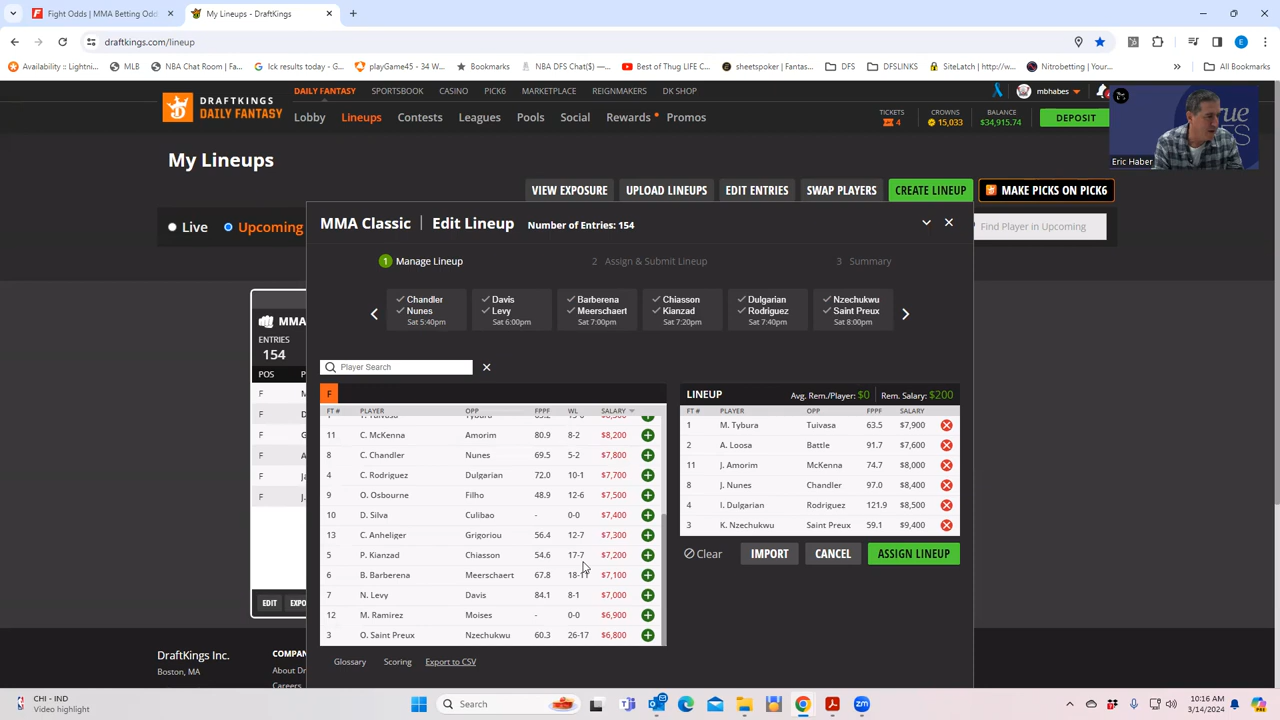 Fight Odds | MMA Betting Odd
My Lineups - DraftKings
draftkings.com/lineup
Availability :: Lightni...
MLB
NBA Chat Room | Fa...
Ick results today - G...
playGame45 - 34 W...
Bookmarks
NBA DFS Chat($) —...
Best of Thug LIFE C...
sheetspoker | Shoot...
DFS
DFSLINKS
SiteLatch | http://w...
Nitrobetting | Your...
All Bookmarks
DAILY FANTASY SPORTSBOOK CASINO PICK6 MARKETPLACE REIGNMAKERS DK SHOP
mbhabes
DRAFTKINGS
DAILY FANTASY
Lobby Lineups Contests Leagues Pools Social Rewards Promos
TICKETS CROWNS BALANCE
4 15,033 $34,915.74
DEPOSIT
Eric Haber
My Lineups
VIEW EXPOSURE UPLOAD LINEUPS EDIT ENTRIES SWAP PLAYERS CREATE LINEUP MAKE PICKS ON PICK6
Live Upcoming
Find Player in Upcoming
MMA Classic | Edit Lineup Number of Entries: 154
1 Manage Lineup 2 Assign & Submit Lineup 3 Summary
Chandler Davis Barberena Chiasson Dulgarian Nzechukwu
Nunes Levy Meerschaert Kianzad Rodriguez Saint Preux
Sat 5:40pm Sat 6:00pm Sat 7:00pm Sat 7:20pm Sat 7:40pm Sat 8:00pm
MMA
ENTRIES
154
POS
F
F
F
F
F
F
EDIT
Player Search
F
FT # PLAYER OPP FPPF WL SALARY
11 C. McKenna Amorim 80.9 8-2 $8,200
8 C. Chandler Nunes 69.5 5-2 $7,800
4 C. Rodriguez Dulgarian 72.0 10-1 $7,700
9 O. Osbourne Filho 48.9 12-6 $7,500
10 D. Silva Culibao - 0-0 $7,400
13 C. Anheliger Grigoriou 56.4 12-7 $7,300
5 P. Kianzad Chiasson 54.6 17-7 $7,200
6 B. Barberena Meerschaert 67.8 18-11 $7,100
7 N. Levy Davis 84.1 8-1 $7,000
12 M. Ramirez Moises - 0-0 $6,900
3 O. Saint Preux Nzechukwu 60.3 26-17 $6,800
Glossary Scoring Export to CSV
LINEUP Avg. Rem./Player: $0 Rem. Salary: $200
FT # PLAYER OPP FPPF SALARY
1 M. Tybura Tuivasa 63.5 $7,900
2 A. Loosa Battle 91.7 $7,600
11 J. Amorim McKenna 74.7 $8,000
8 J. Nunes Chandler 97.0 $8,400
4 I. Dulgarian Rodriguez 121.9 $8,500
3 K. Nzechukwu Saint Preux 59.1 $9,400
Clear IMPORT CANCEL ASSIGN LINEUP
DraftKings Inc.
Boston, MA
About Dr
Careers
CHI - IND
Video highlight
Search
10:16 AM
3/14/2024